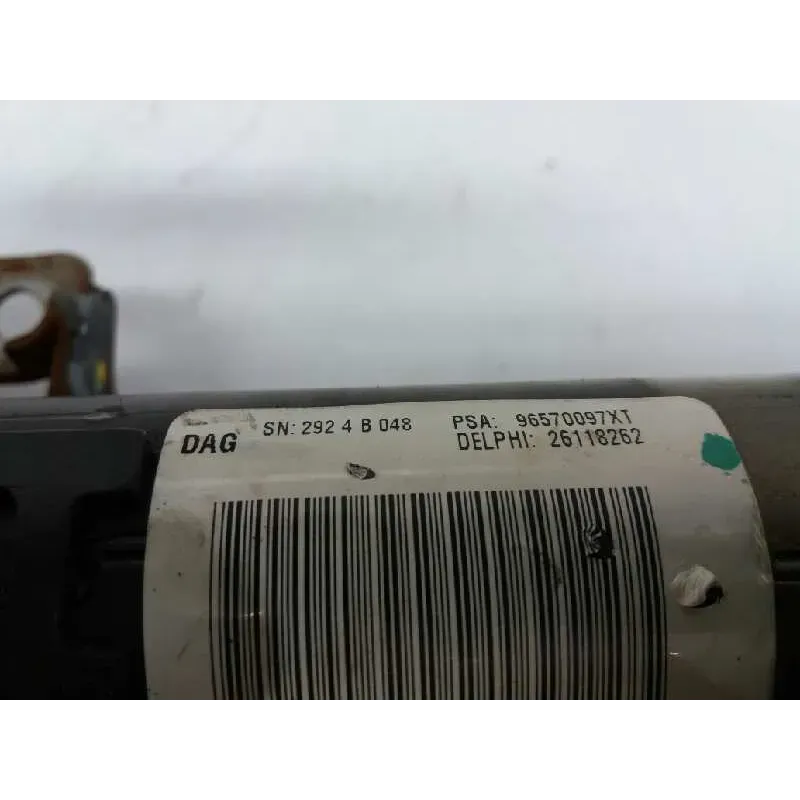 DAG SN: 292 4 B 048 PSA: 96570097XT
DELPHI: 26118262